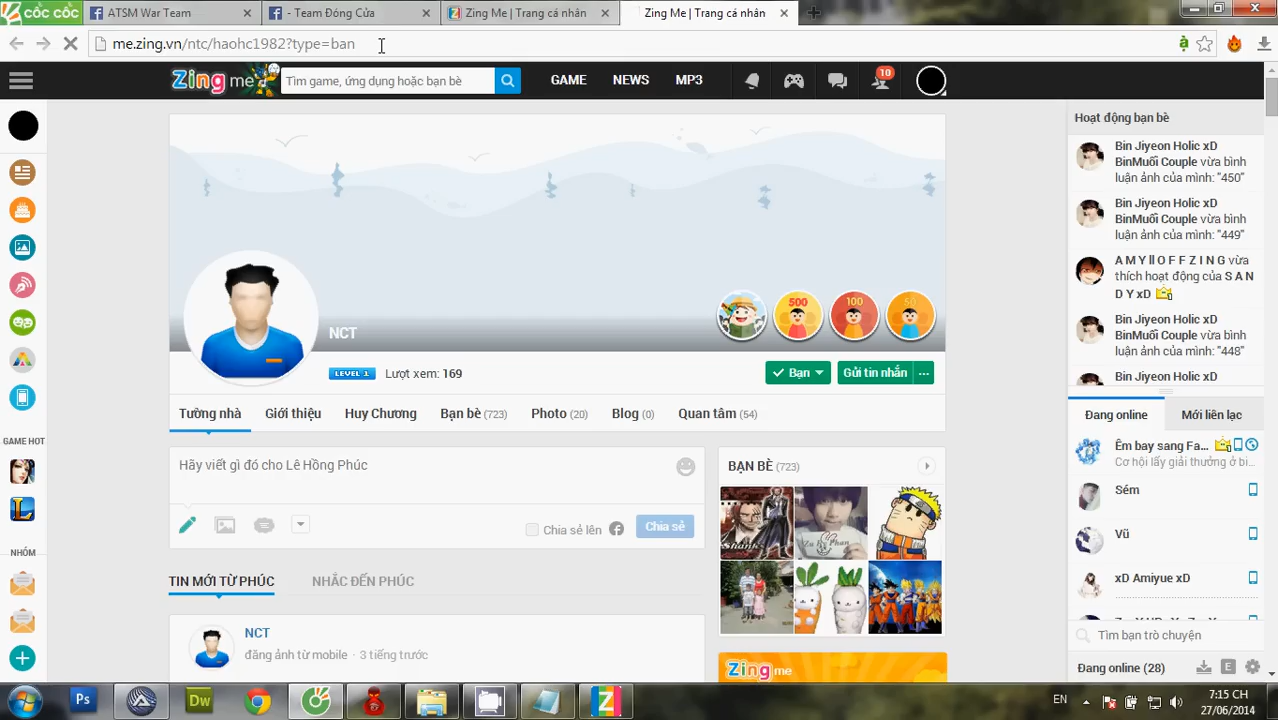 cốc cốc
ATSM War Team
- Team Đóng Cửa
Zing Me | Trang cá nhân
Zing Me | Trang cá nhân
me.zing.vn/ntc/haohc1982?type=ban
Zing me
Tìm game, ứng dụng hoặc bạn bè
GAME
NEWS
MP3
10
Hoạt động bạn bè
Bin Jiyeon Holic xD
BinMuối Couple vừa bình
luận ảnh của mình: "450"
Bin Jiyeon Holic xD
BinMuối Couple vừa bình
luận ảnh của mình: "449"
A M Y ll O F F Z I N G vừa
thích hoạt động của S A N
D Y xD
Bin Jiyeon Holic xD
BinMuối Couple vừa bình
luận ảnh của mình: "448"
Bin Jiyeon Holic xD
500
100
50
NCT
LEVEL 1
Lượt xem: 169
Bạn
Gửi tin nhắn
...
Tường nhà
Giới thiệu
Huy Chương
Bạn bè (723)
Photo (20)
Blog (0)
Quan tâm (54)
Hãy viết gì đó cho Lê Hồng Phúc
Chia sẻ lên
Chia sẻ
BẠN BÈ (723)
TIN MỚI TỪ PHÚC
NHẮC ĐẾN PHÚC
NCT
đăng ảnh từ mobile · 3 tiếng trước
Zing me
GAME HOT
NHÓM
Đang online
Mới liên lạc
Êm bay sang Fa...
Cơ hội lấy giải thưởng ở bi...
Sém
Vũ
xD Amiyue xD
Tìm bạn trò chuyện
Đang online (28)
Ps
Dw
EN
7:15 CH
27/06/2014